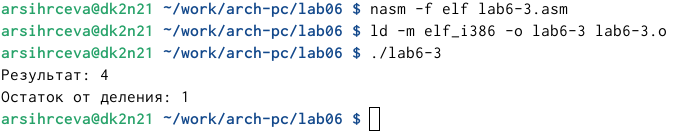 arsihrceva@dk2n21 ~/work/arch-pc/lab06 $ nasm -f elf lab6-3.asm
arsihrceva@dk2n21 ~/work/arch-pc/lab06 $ ld -m elf_i386 -o lab6-3 lab6-3.o
arsihrceva@dk2n21 ~/work/arch-pc/lab06 $ ./lab6-3
Результат: 4
Остаток от деления: 1
arsihrceva@dk2n21 ~/work/arch-pc/lab06 $